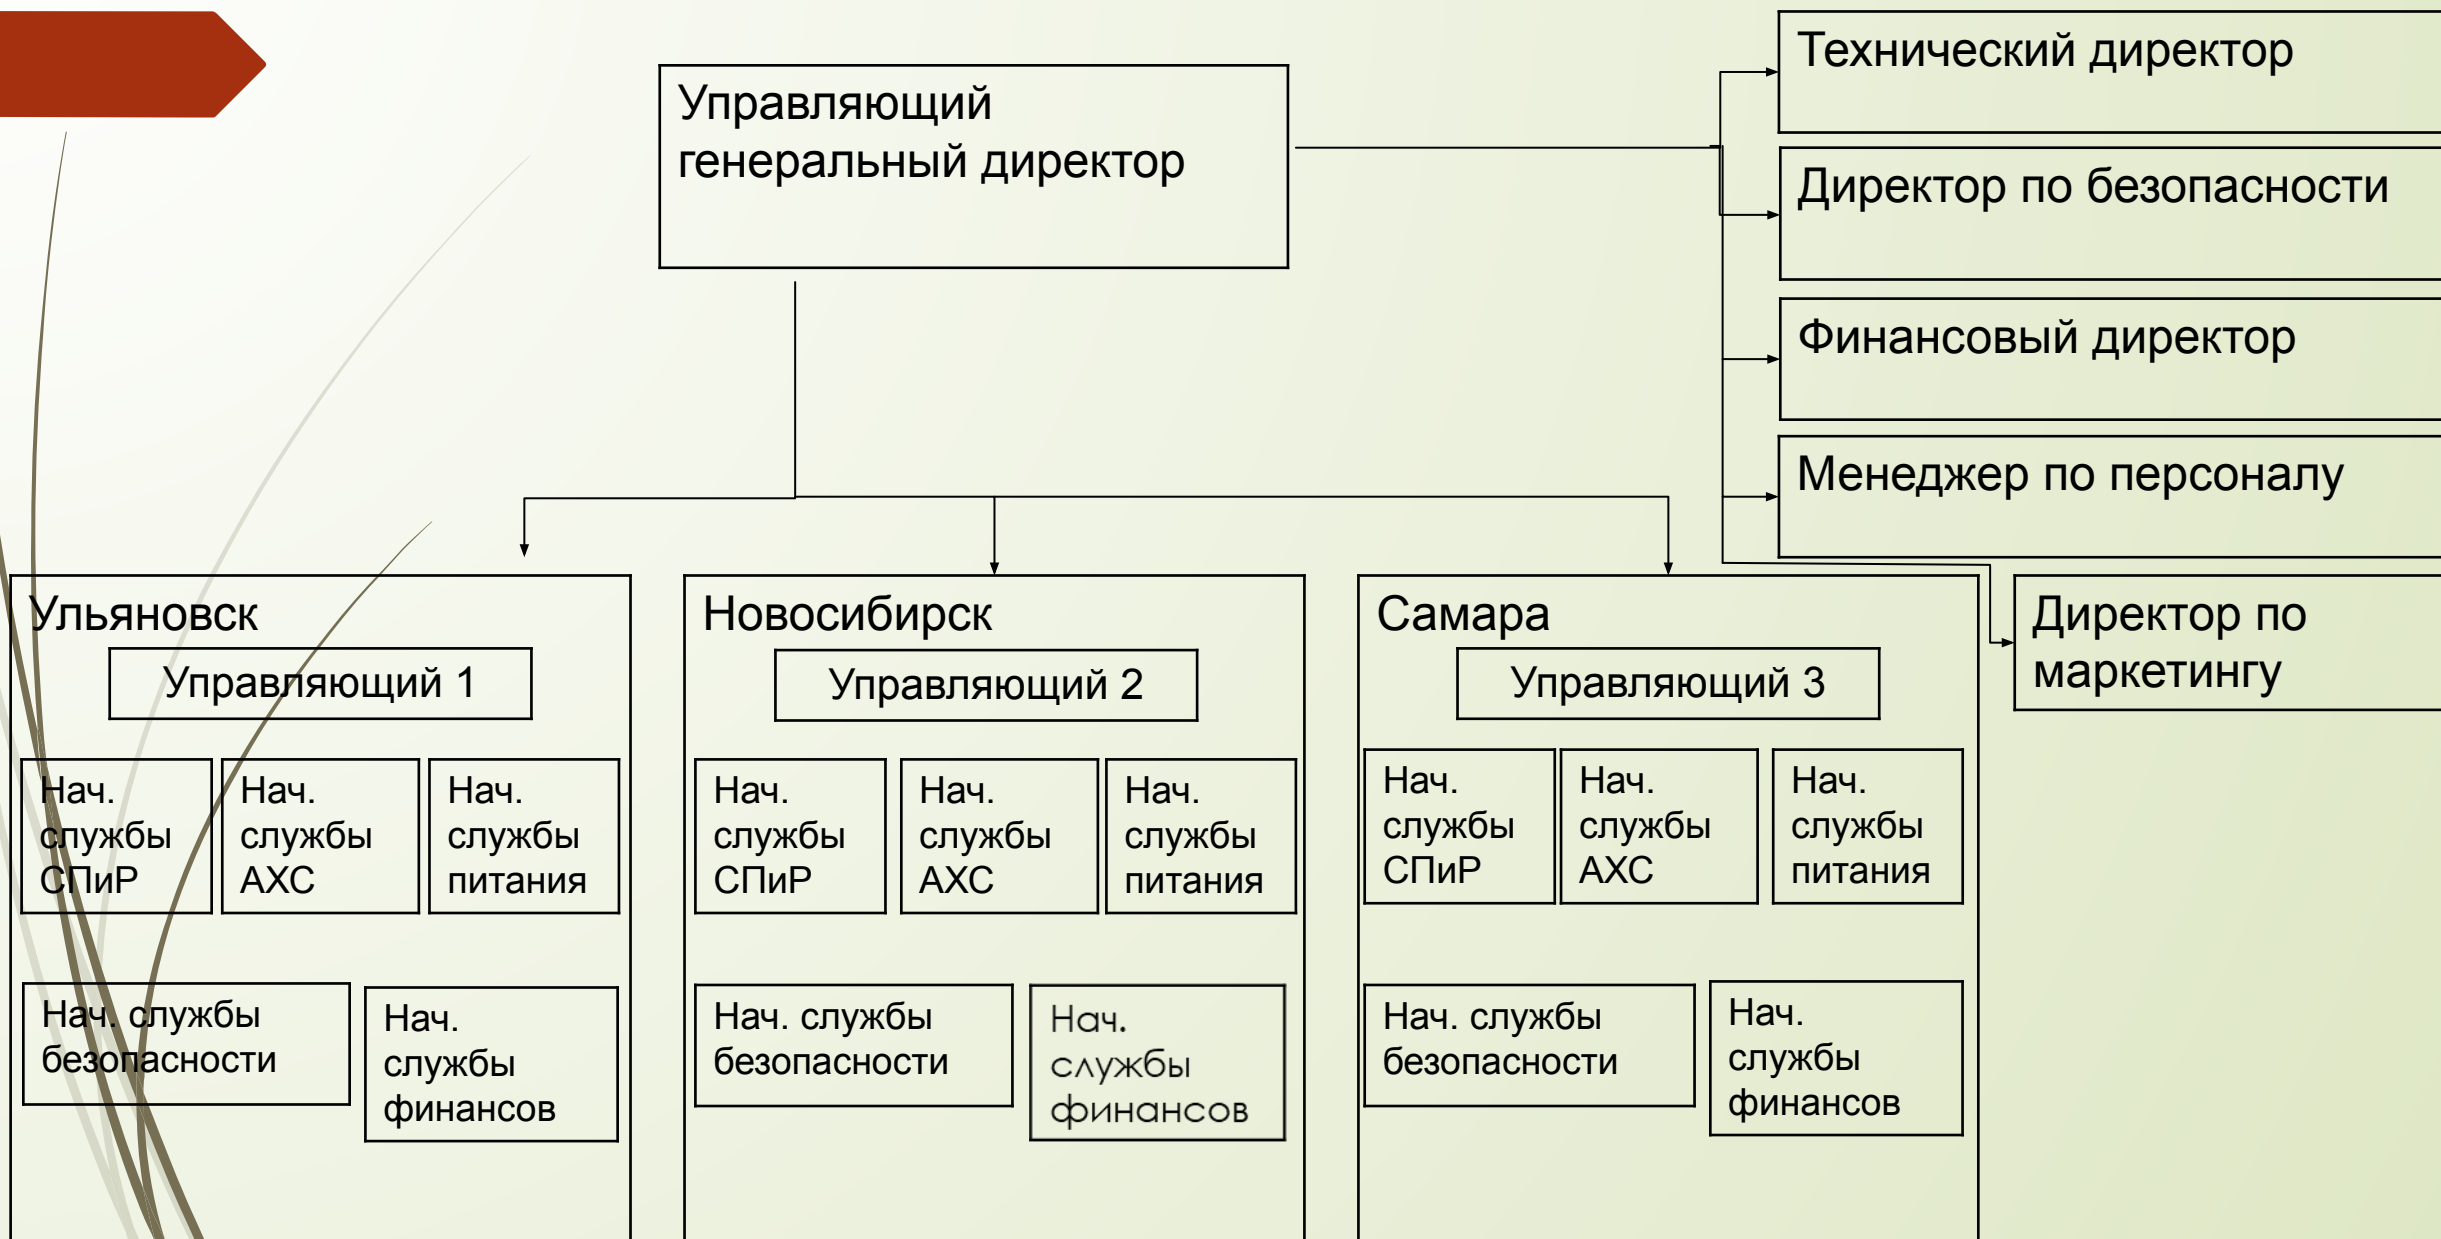 Управляющий
генеральный директор
Технический директор
Директор по безопасности
Финансовый директор
Менеджер по персоналу
Директор по
маркетингу
Ульяновск
Управляющий 1
Нач.
службы
СПиР
Нач.
службы
АХС
Нач.
службы
питания
Нач. службы
безопасности
Нач.
службы
финансов
Новосибирск
Управляющий 2
Нач.
службы
СПиР
Нач.
службы
АХС
Нач.
службы
питания
Нач. службы
безопасности
Нач.
службы
финансов
Самара
Управляющий 3
Нач.
службы
СПиР
Нач.
службы
АХС
Нач.
службы
питания
Нач. службы
безопасности
Нач.
службы
финансов